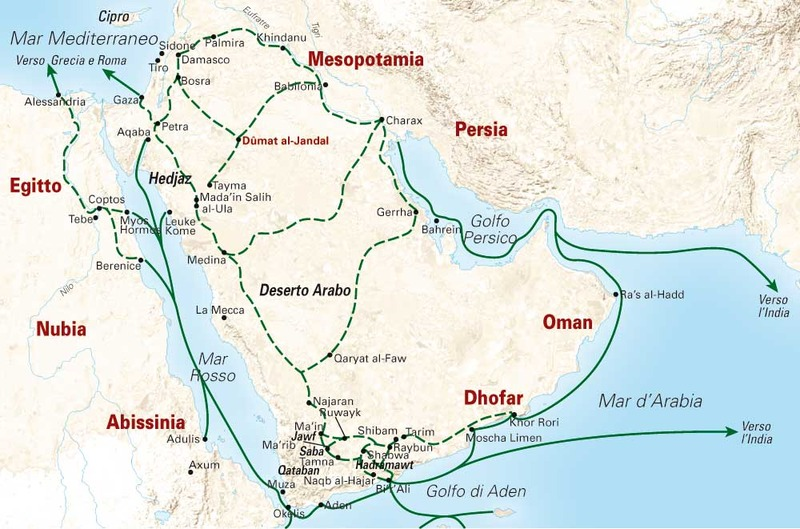 Cipro
Mar Mediterraneo
Verso Grecia e Roma
Sidone
Tiro
Palmira
Damasco
Bosra
Eufratre
Khindanu
Tigri
Mesopotamia
Babilonia
Alessandria
Gaza
Petra
Aqaba
Dûmat al-Jandal
Charax
Persia
Egitto
Hedjaz
Tayma
Mada'in Salih
al-Ula
Coptos
Tebe
Myos
Hormos
Leuke
Kome
Gerrha
Bahrein
Golfo
Persico
Berenice
Medina
Nilo
Deserto Arabo
La Mecca
Ra's al-Hadd
Verso
l'India
Nubia
Oman
Mar
Rosso
Qaryat al-Faw
Abissinia
Dhofar
Mar d'Arabia
Najaran
Ruwayk
Khor Rori
Ma'in
Jawf
Shibam
Tarim
Moscha Limen
Verso
l'India
Adulis
Ma'rib
Saba
Raybun
Shabwa
Axum
Tamna
Hadramawt
Qataban
Naqb al-Hajar
Muza
Bi'r 'Ali
Golfo di Aden
Okelis
Aden